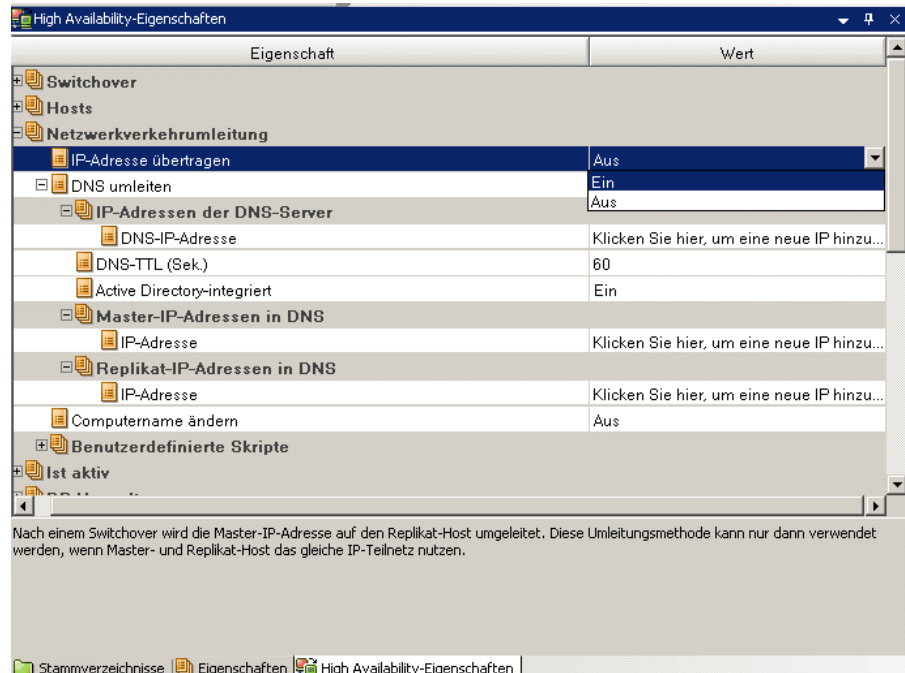 High Availability-Eigenschaften
Eigenschaft Wert
Switchover
Hosts
Netzwerkverkehrumleitung
IP-Adresse übertragen Aus
Ein
Aus
DNS umleiten
IP-Adressen der DNS-Server
DNS-IP-Adresse Klicken Sie hier, um eine neue IP hinzu...
DNS-TTL (Sek.) 60
Active Directory-integriert Ein
Master-IP-Adressen in DNS
IP-Adresse Klicken Sie hier, um eine neue IP hinzu...
Replikat-IP-Adressen in DNS
IP-Adresse Klicken Sie hier, um eine neue IP hinzu...
Computername ändern Aus
Benutzerdefinierte Skripte
Ist aktiv
Nach einem Switchover wird die Master-IP-Adresse auf den Replikat-Host umgeleitet. Diese Umleitungsmethode kann nur dann verwendet
werden, wenn Master- und Replikat-Host das gleiche IP-Teilnetz nutzen.
Stammverzeichnisse Eigenschaften High Availability-Eigenschaften